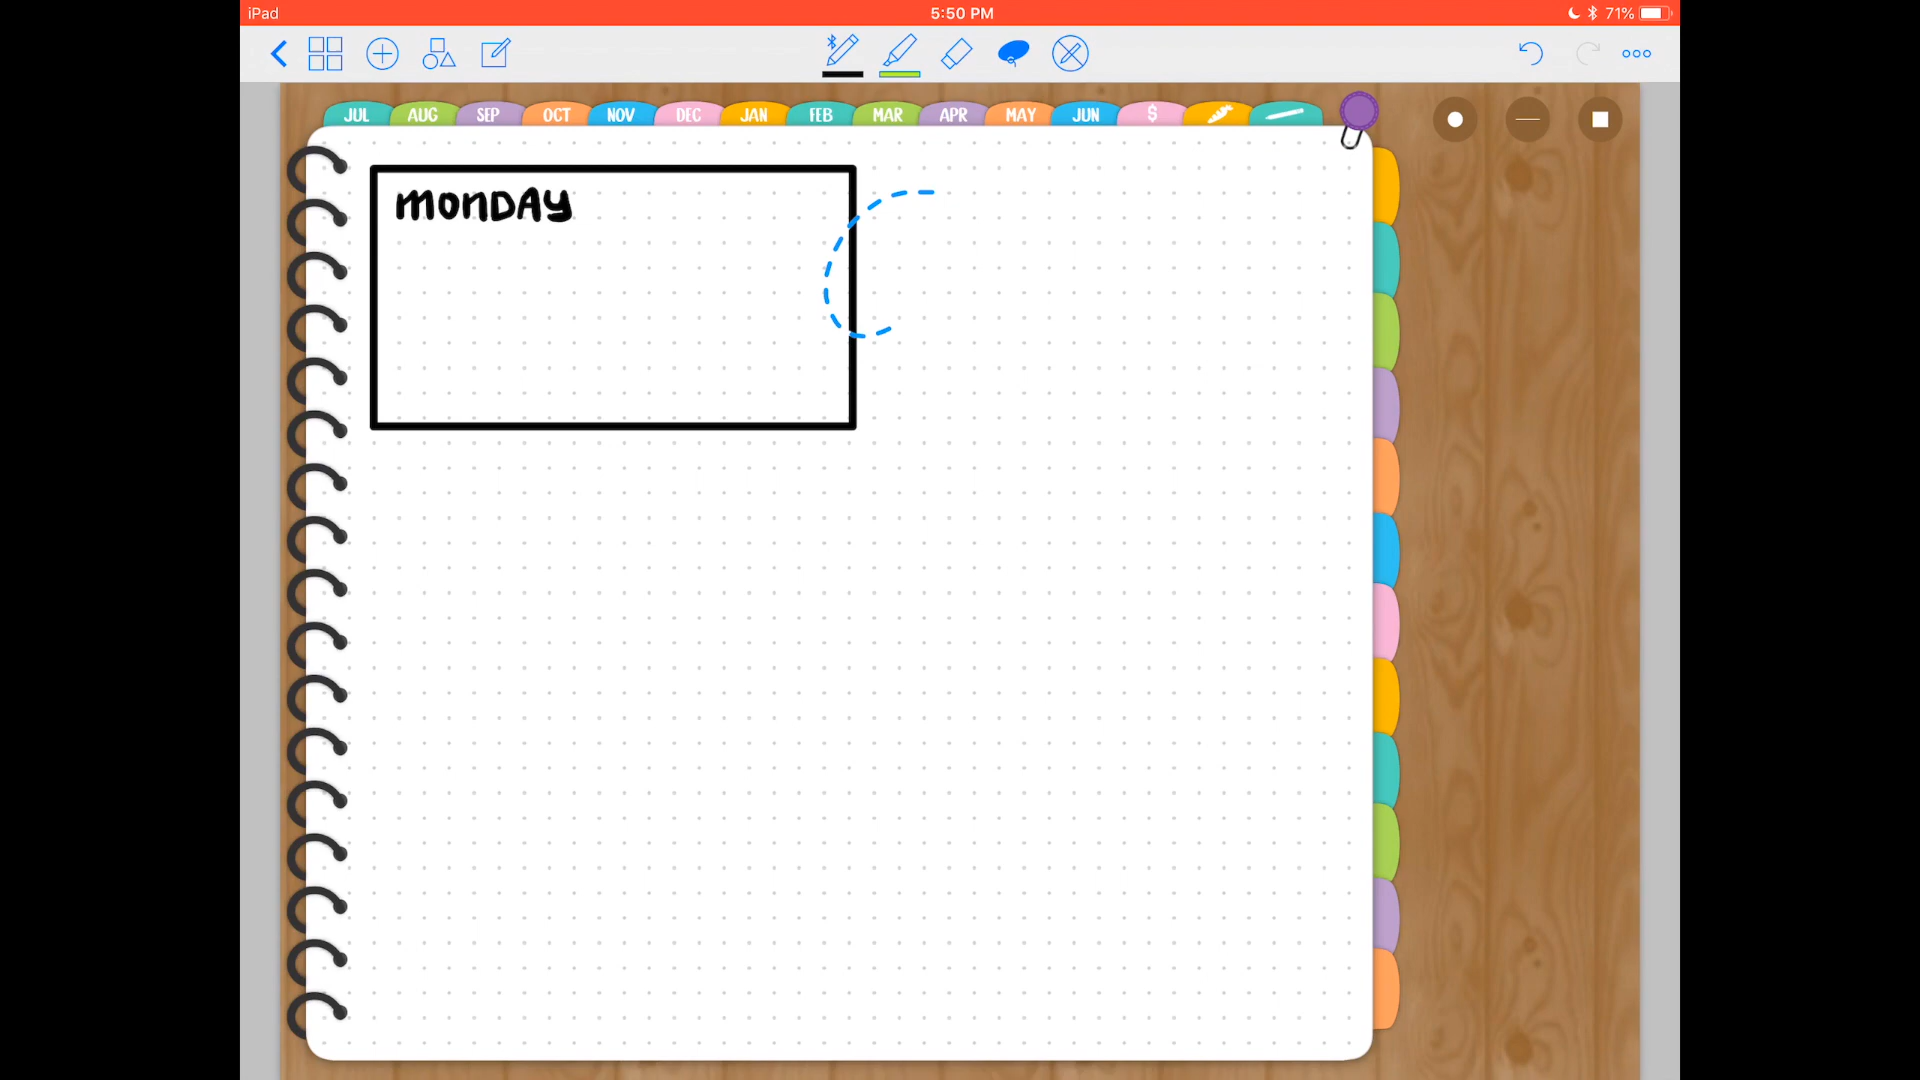 iPad
5:50 PM
71%
JUL AUG SEP OCT NOV DEC JAN FEB MAR APR MAY JUN $
MONDAY